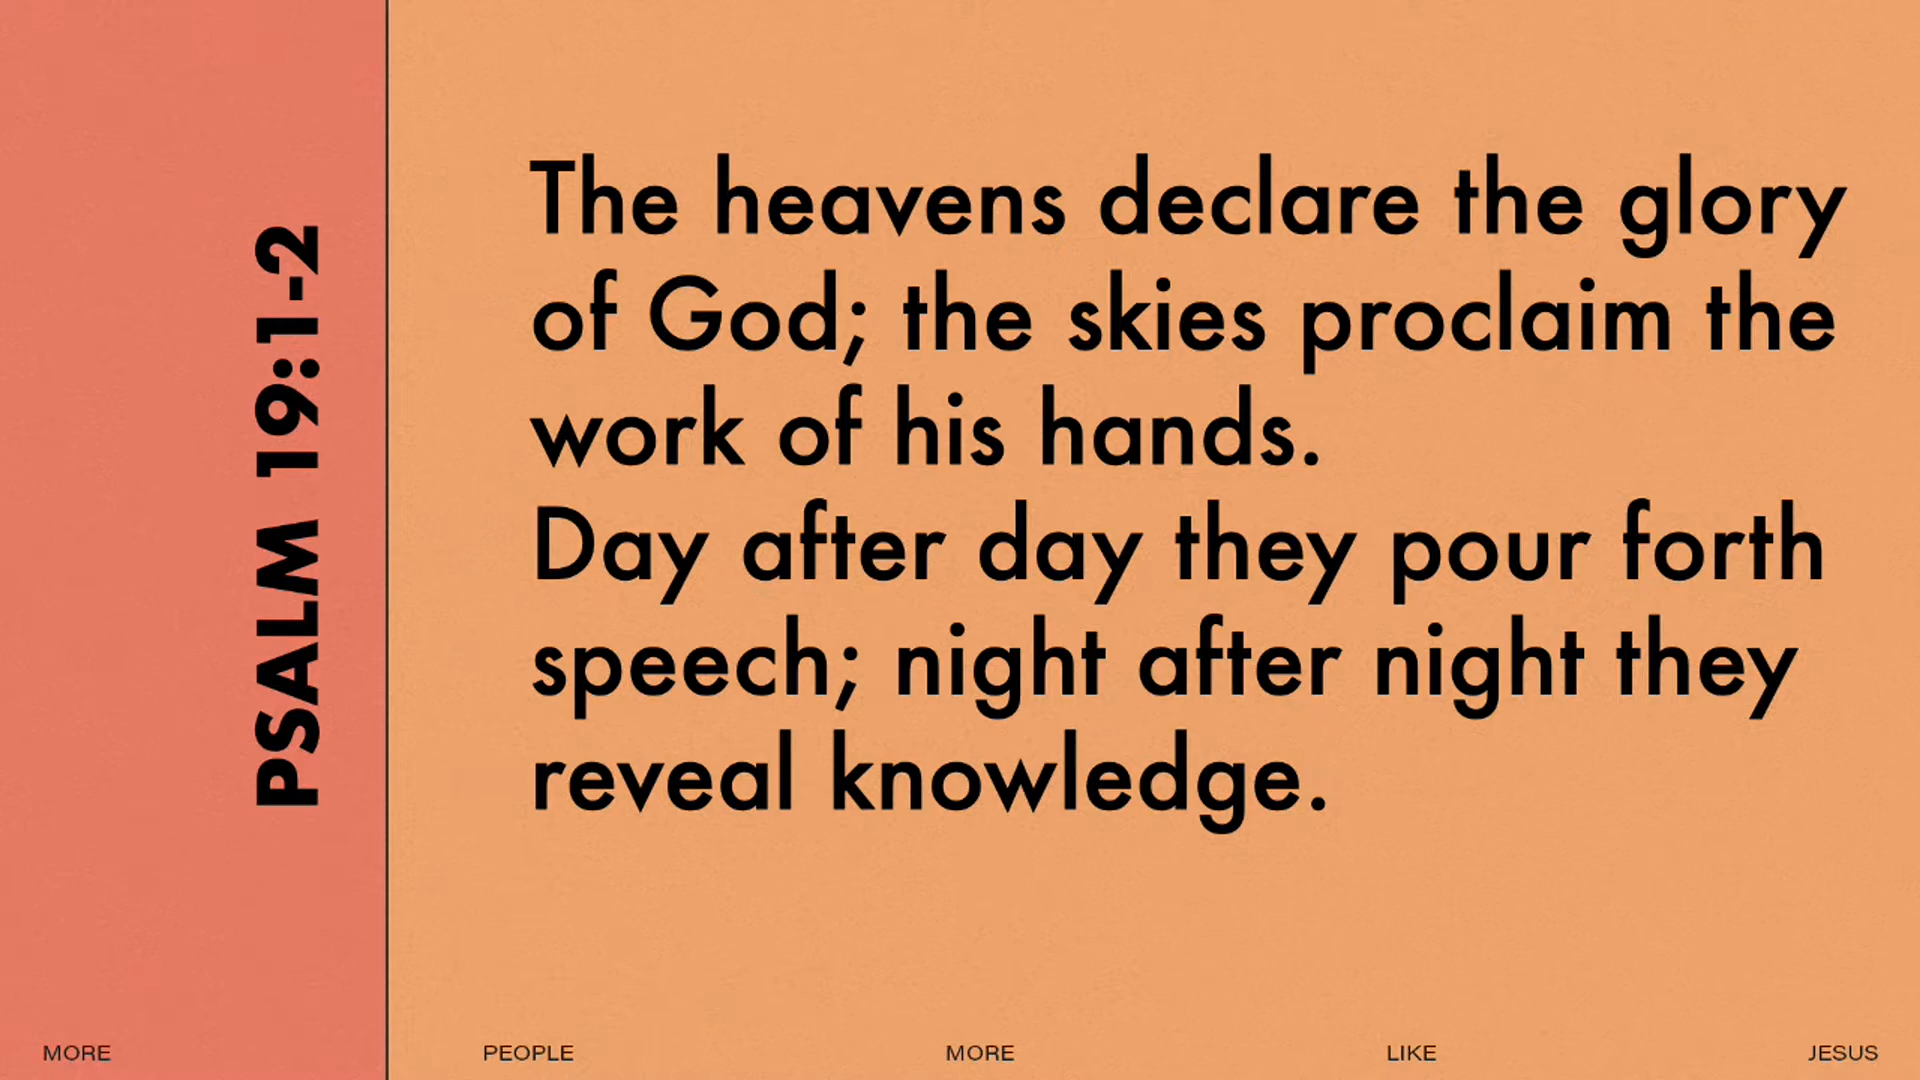 PSALM 19:1-2
The heavens declare the glory
of God; the skies proclaim the
work of his hands.
Day after day they pour forth
speech; night after night they
reveal knowledge.
MORE PEOPLE MORE LIKE JESUS